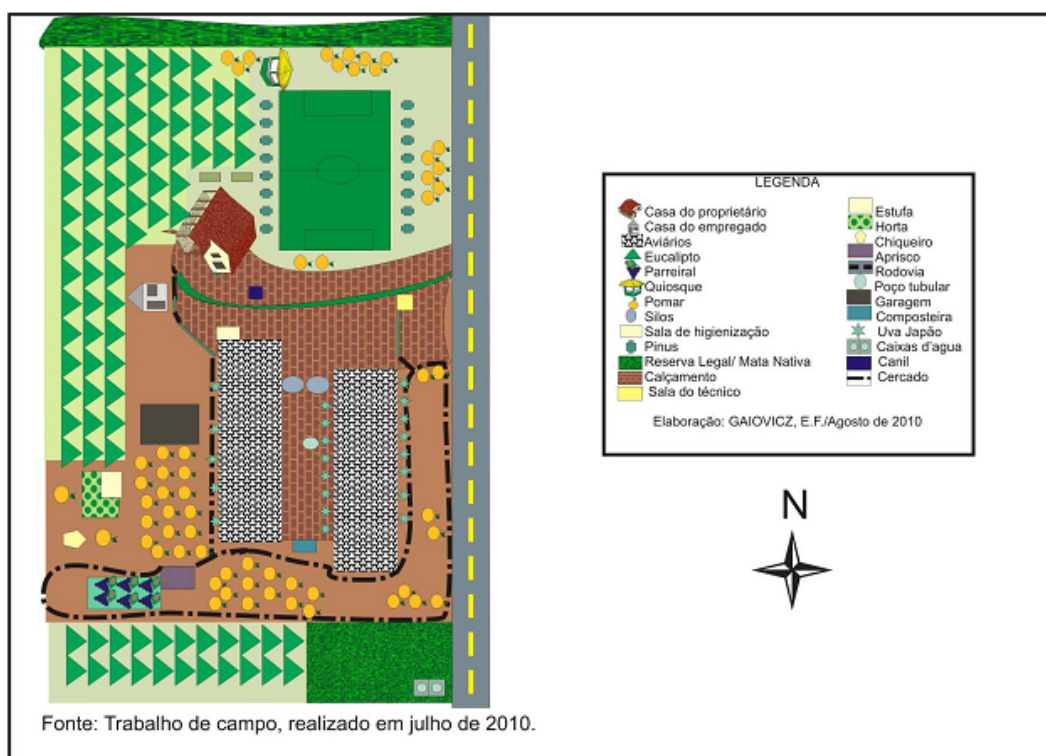 LEGENDA
Casa do proprietário
Casa do empregado
Aviários
Eucalipto
Parreiral
Quiosque
Pomar
Silos
Sala de higienização
Pinus
Reserva Legal/ Mata Nativa
Calçamento
Sala do técnico
Estufa
Horta
Chiqueiro
Aprisco
Rodovia
Poço tubular
Garagem
Composteira
Uva Japão
Caixas d'agua
Canil
Cercado
Elaboração: GAIOVICZ, E.F./Agosto de 2010
N
Fonte: Trabalho de campo, realizado em julho de 2010.